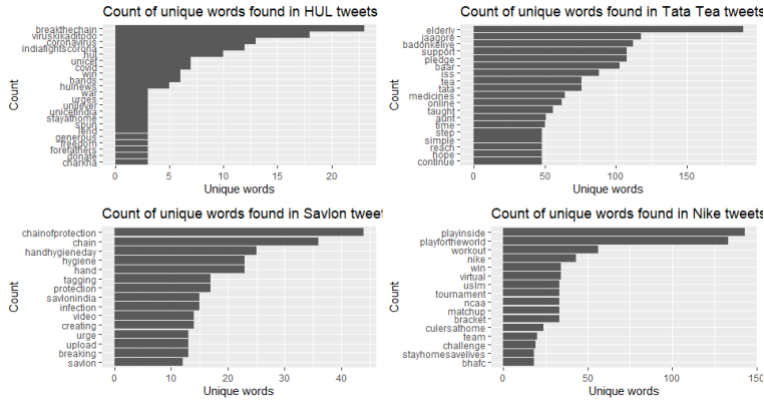 Count of unique words found in HUL tweets
Count
breakthechain
viruskikaditodo
coronavirus
indiafightscorona
hul
unicef
covid
win
hands
hulnews
war
urges
unilever
unicefindia
stayathome
spun
lend
generous
freedom
forefathers
donate
charkha
0 5 10 15 20
Unique words
Count of unique words found in Tata Tea tweets
Count
elderly
jaagore
badonkelive
support
pledge
baar
iss
tea
tata
medicines
online
taught
aunt
time
step
simple
reach
hope
continue
0 50 100 150
Unique words
Count of unique words found in Savlon tweet
Count
chainofprotection
chain
handhygieneday
hygiene
hand
tagging
protection
savlonindia
infection
video
creating
urge
upload
breaking
savlon
0 10 20 30 40
Unique words
Count of unique words found in Nike tweets
Count
playinside
playfortheworld
workout
nike
win
virtual
uslm
tournament
ncaa
matchup
bracket
culersathome
team
challenge
stayhomesavelives
bhafc
0 50 100 150
Unique words